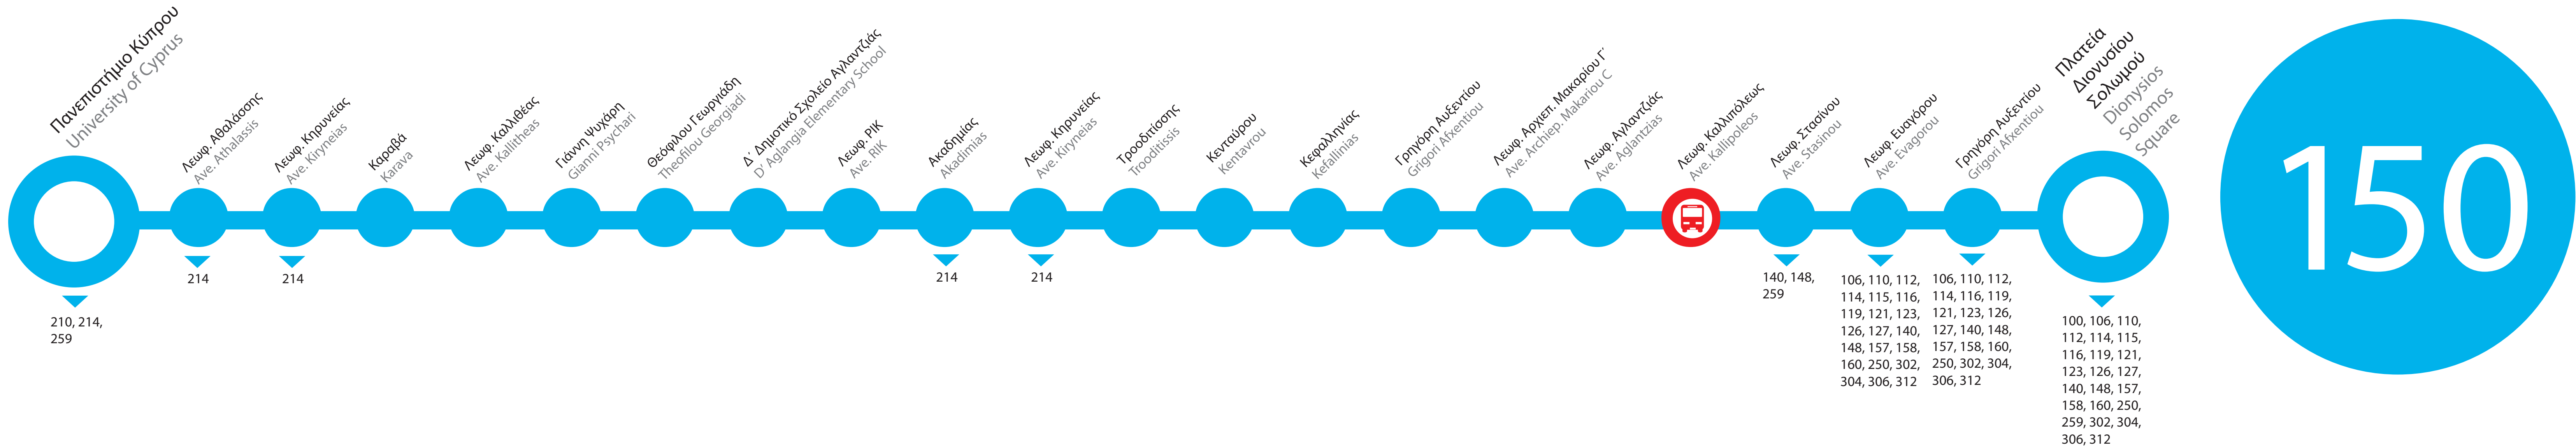 Πανεπιστήμιο Κύπρου
University of Cyprus
Λεωφ. Αθαλάσσης
Ave. Athalassis
Λεωφ. Κηρυνείας
Ave. Kiryneias
Καραβά
Karava
Λεωφ. Καλλιθέας
Ave. Kallitheas
Γιάννη Ψυχάρη
Gianni Psychari
Θεόφιλου Γεωργιάδη
Theofilou Georgiadi
Δ΄ Δημοτικό Σχολείο Αγλαντζιάς
D’ Aglangia Elementary School
Λεωφ. ΡΙΚ
Ave. RIK
Ακαδημίας
Akadimias
Λεωφ. Κηρυνείας
Ave. Kiryneias
Τροοδιτίσσης
Trooditissis
Κενταύρου
Kentavrou
Κεφαλληνίας
Kefallinias
Γρηγόρη Αυξεντίου
Grigori Afxentiou
Λεωφ. Αρχιεπ. Μακαρίου Γ΄
Ave. Archiep. Makariou C
Λεωφ. Αγλαντζιάς
Ave. Aglantzias
Λεωφ. Καλλιπόλεως
Ave. Kallipoleos
Λεωφ. Στασίνου
Ave. Stasinou
Λεωφ. Ευαγόρου
Ave. Evagorou
Γρηγόρη Αυξεντίου
Grigori Afxentiou
Πλατεία
Διονυσίου
Σολωμού
Dionysios
Solomos
Square
150
210, 214,
259
214
214
214
214
140, 148,
259
106, 110, 112,
114, 115, 116,
119, 121, 123,
126, 127, 140,
148, 157, 158,
160, 250, 302,
304, 306, 312
106, 110, 112,
114, 116, 119,
121, 123, 126,
127, 140, 148,
157, 158, 160,
250, 302, 304,
306, 312
100, 106, 110,
112, 114, 115,
116, 119, 121,
123, 126, 127,
140, 148, 157,
158, 160, 250,
259, 302, 304,
306, 312